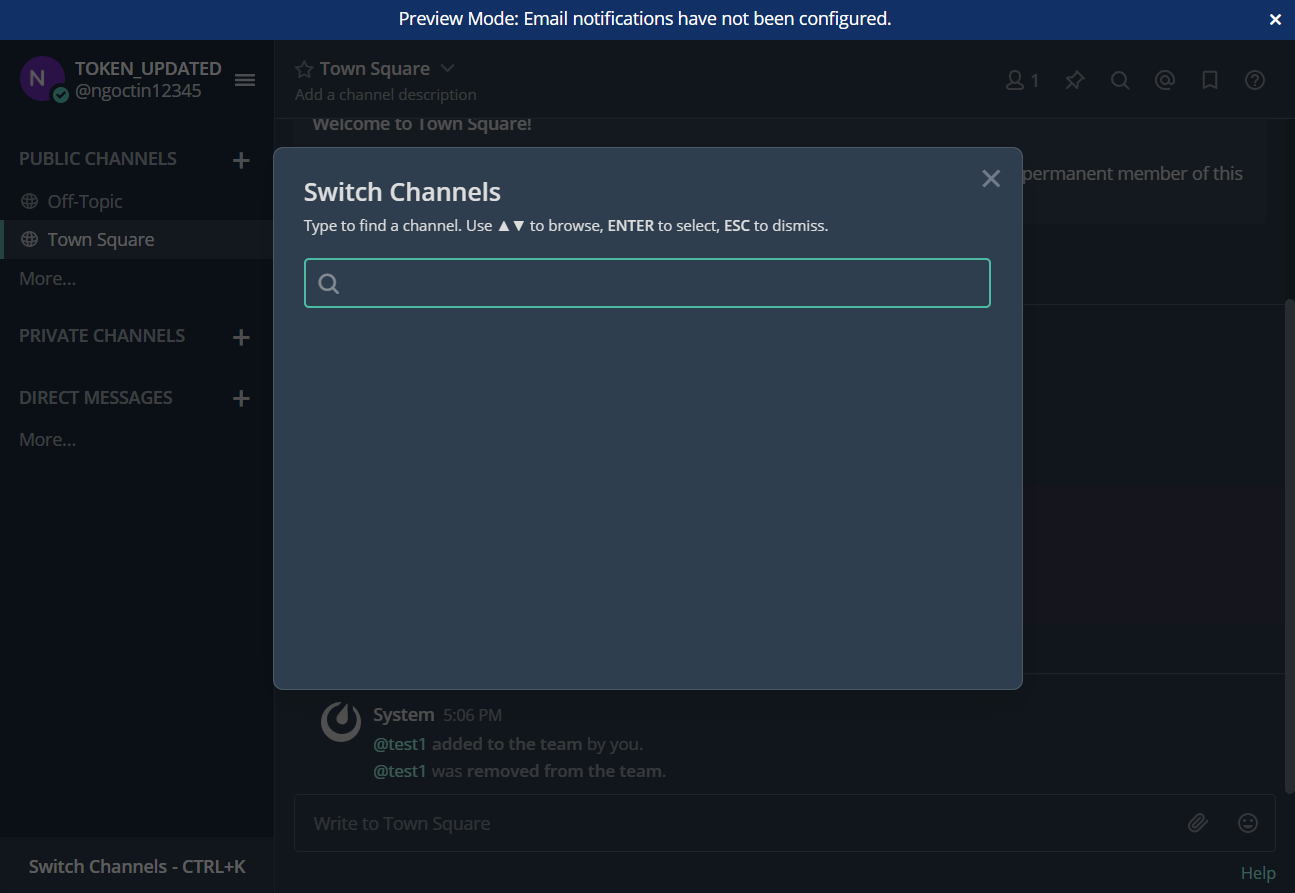 Preview Mode: Email notifications have not been configured.
N
TOKEN_UPDATED
@ngoctin12345
Town Square
Add a channel description
1
Welcome to Town Square!
permanent member of this
PUBLIC CHANNELS
Off-Topic
Town Square
More...
PRIVATE CHANNELS
DIRECT MESSAGES
More...
Switch Channels
Type to find a channel. Use ▲▼ to browse, ENTER to select, ESC to dismiss.
System 5:06 PM
@test1 added to the team by you.
@test1 was removed from the team.
Write to Town Square
Switch Channels - CTRL+K
Help